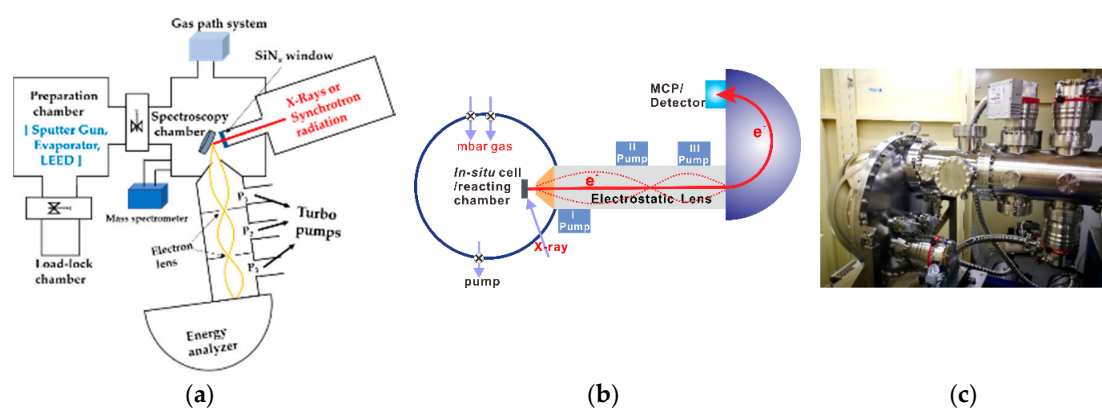 Gas path system
SiNx window
X-Rays or
Synchrotron
radiation
Preparation
chamber
[ Sputter Gun,
Evaporator,
LEED ]
Spectroscopy
chamber
Mass spectrometer
P1
P2
P3
Turbo
pumps
Electron
lens
Load-lock
chamber
Energy
analyzer
(a)
MCP/
Detector
mbar gas
II
Pump
III
Pump
e-
In-situ cell
/reacting
chamber
e-
Electrostatic Lens
I
Pump
X-ray
pump
(b)
(c)